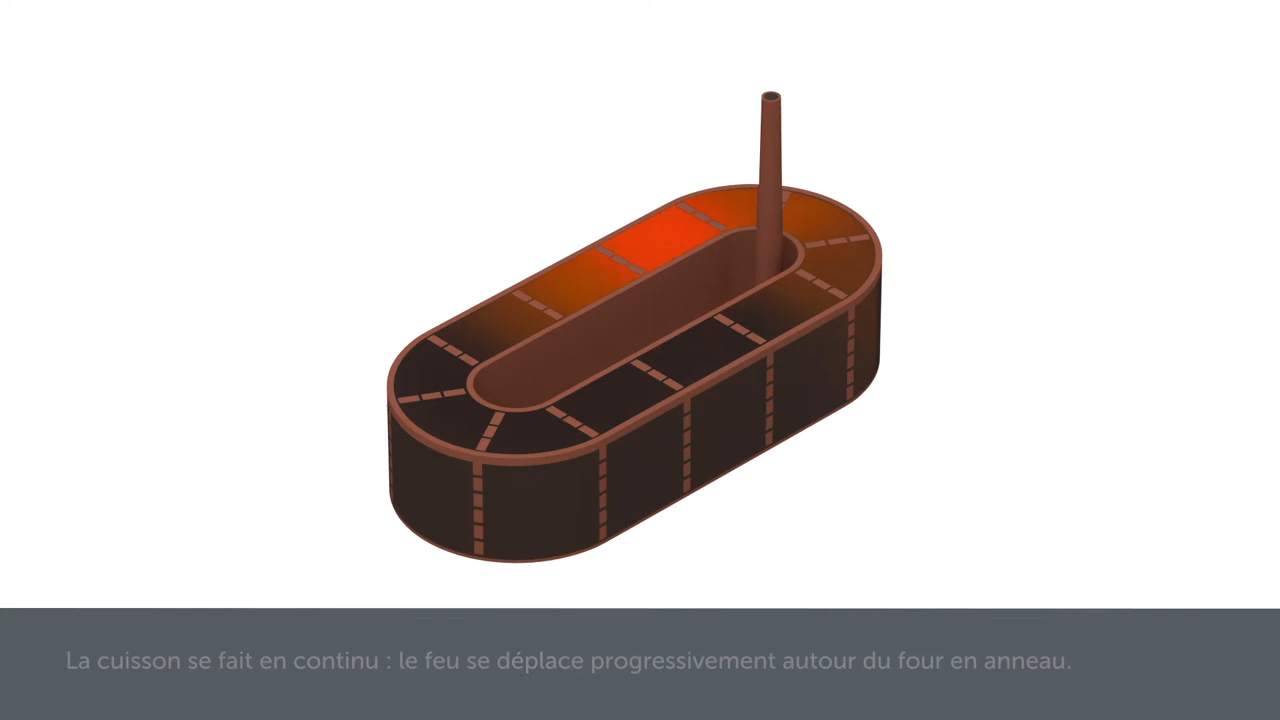 La cuisson se fait en continu : le feu se déplace progressivement autour du four en anneau.